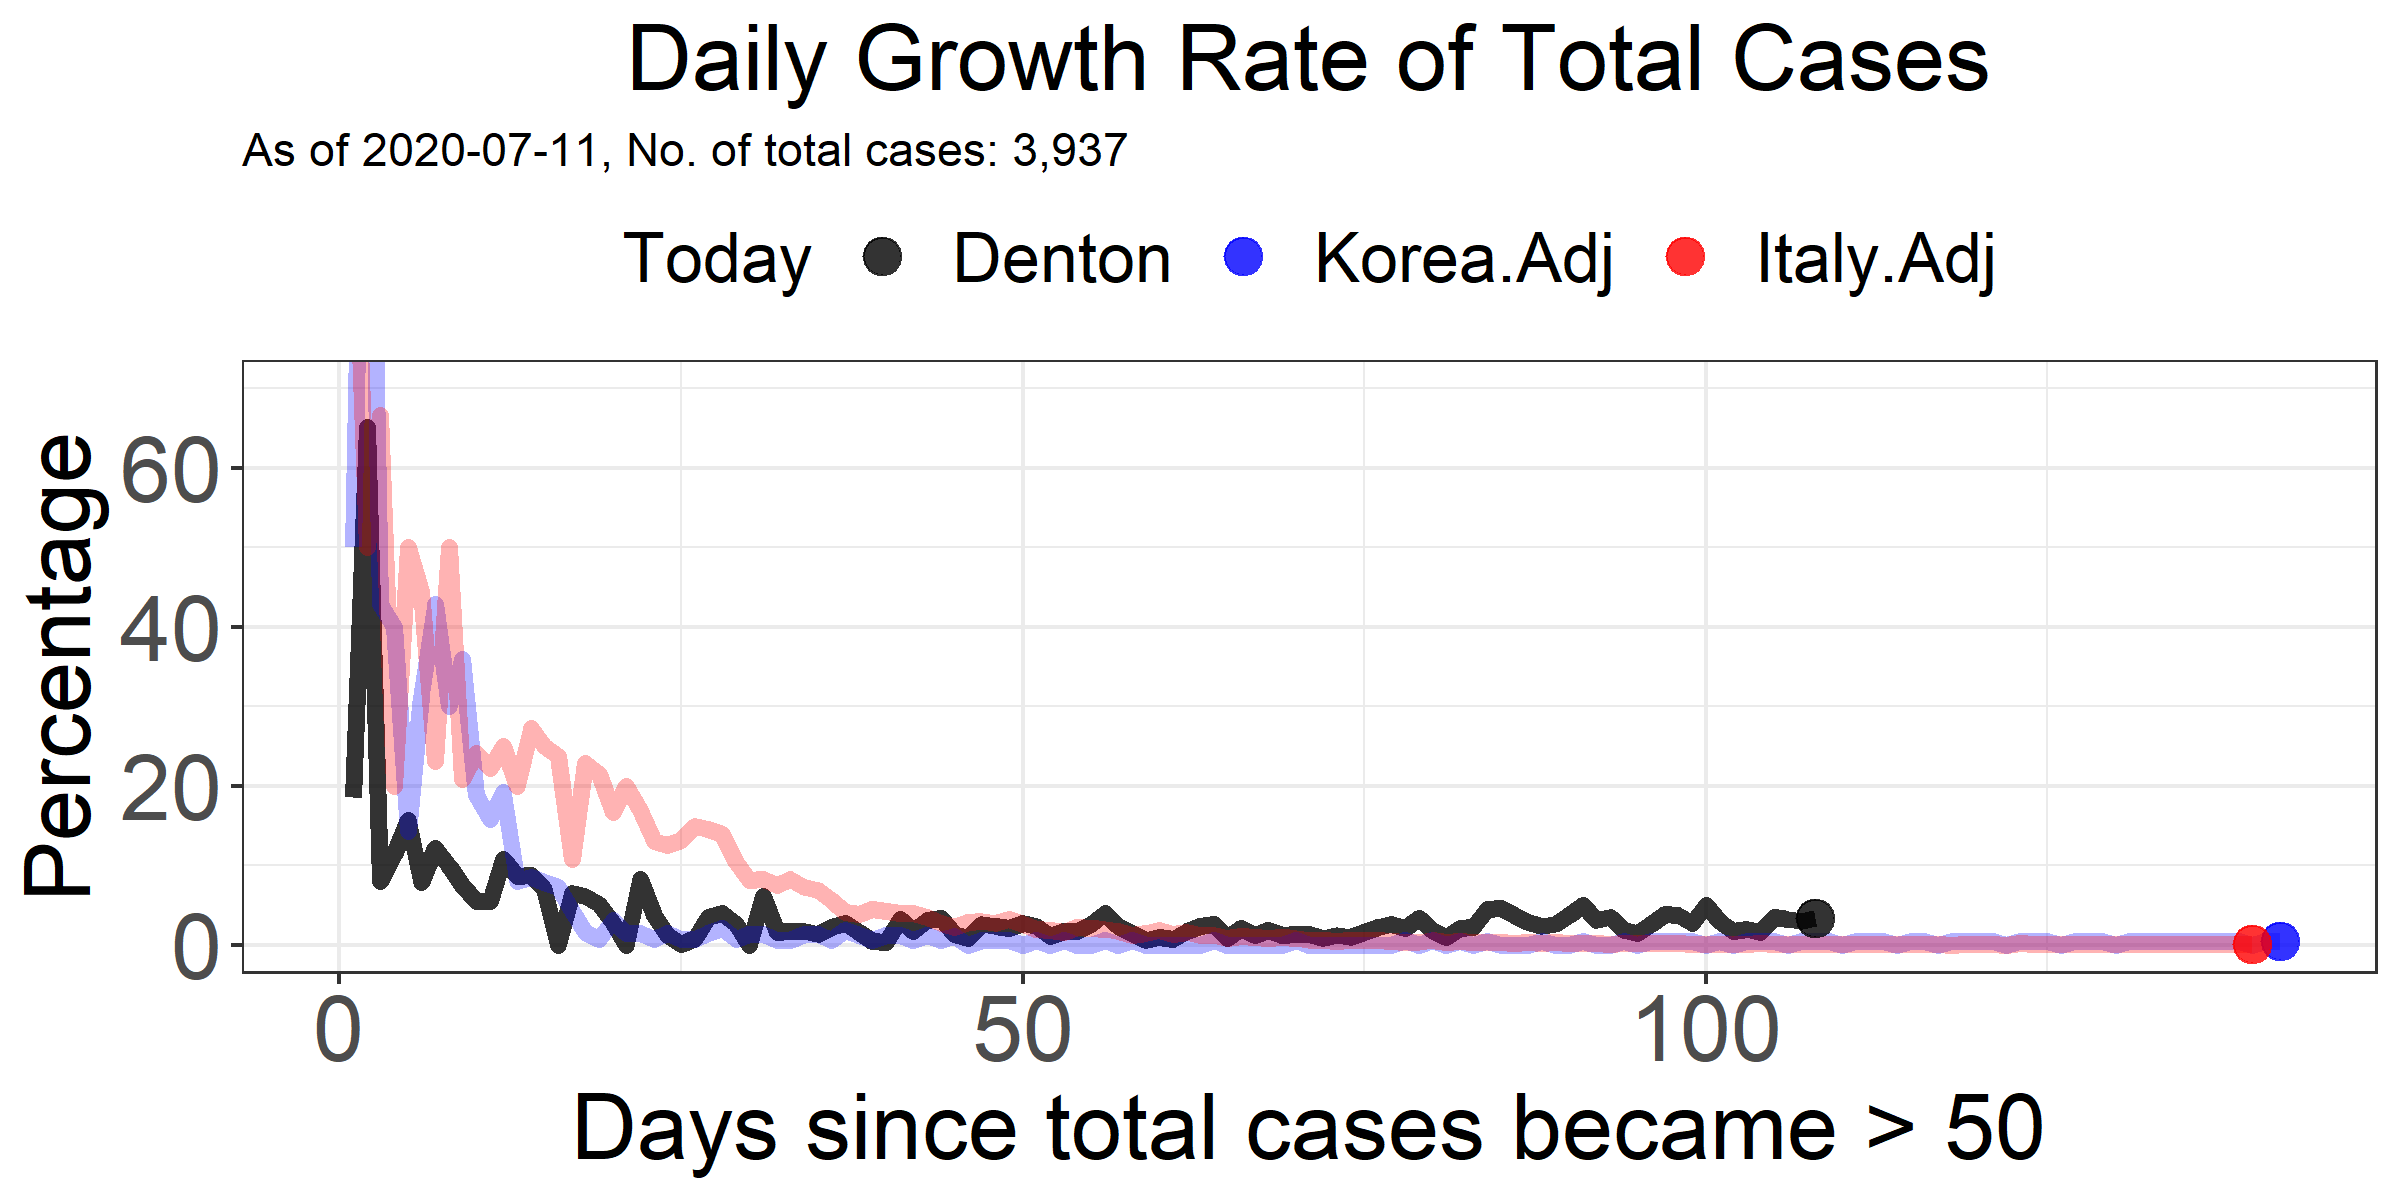 Daily Growth Rate of Total Cases
As of 2020-07-11, No. of total cases: 3,937
Today Denton Korea.Adj Italy.Adj
Percentage
60
40
20
0
0 50 100
Days since total cases became > 50